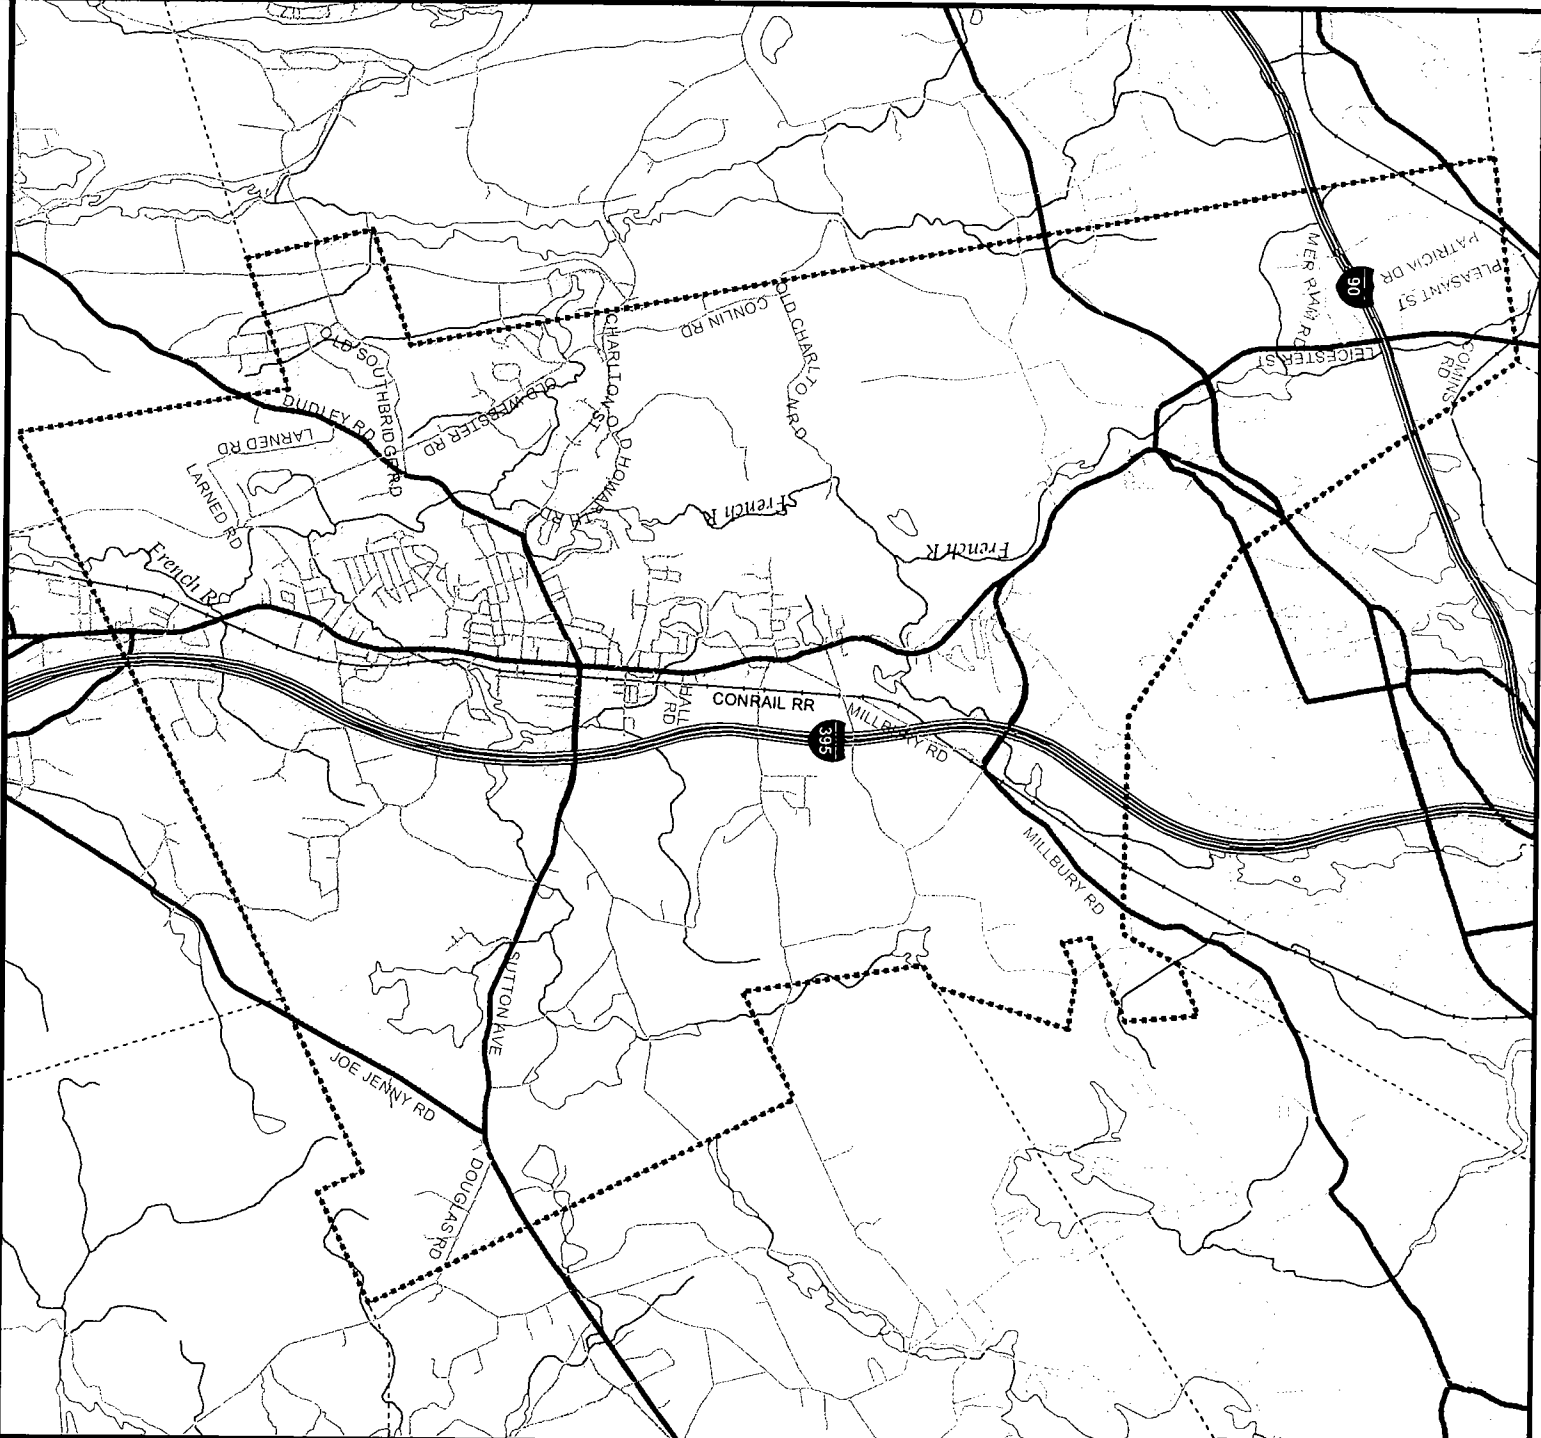 MERRIAM RD
PATRICIA DR
PLEASANT ST
90
LEICESTER ST
COMINS
RD
CONLIN RD
OLD CHARLTON RD
CHARLTON
ST
OLD HOWARTH RD
OLD WEBSTER RD
OLD SOUTHBRIDGE RD
DUDLEY RD
LARNED RD
LARNED RD
French R
French R
French R
HALL
RD
CONRAIL RR
395
MILLBURY RD
MILLBURY RD
SUTTON AVE
JOE JENNY RD
DOUGLAS RD